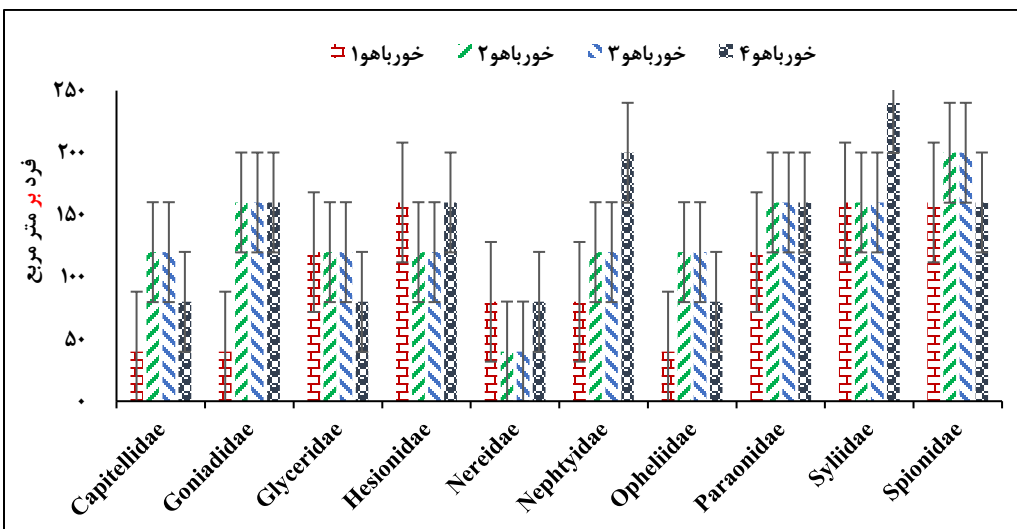 خورباهو۱ خورباهو۲ خورباهو۳ خورباهو۴
فرد بر متر مربع
۲۵۰
۲۰۰
۱۵۰
۱۰۰
۵۰
۰
Capitellidae Goniadidae Glyceridae Hesionidae Nereidae Nephtyidae Opheliidae Paraonidae Syliidae Spionidae